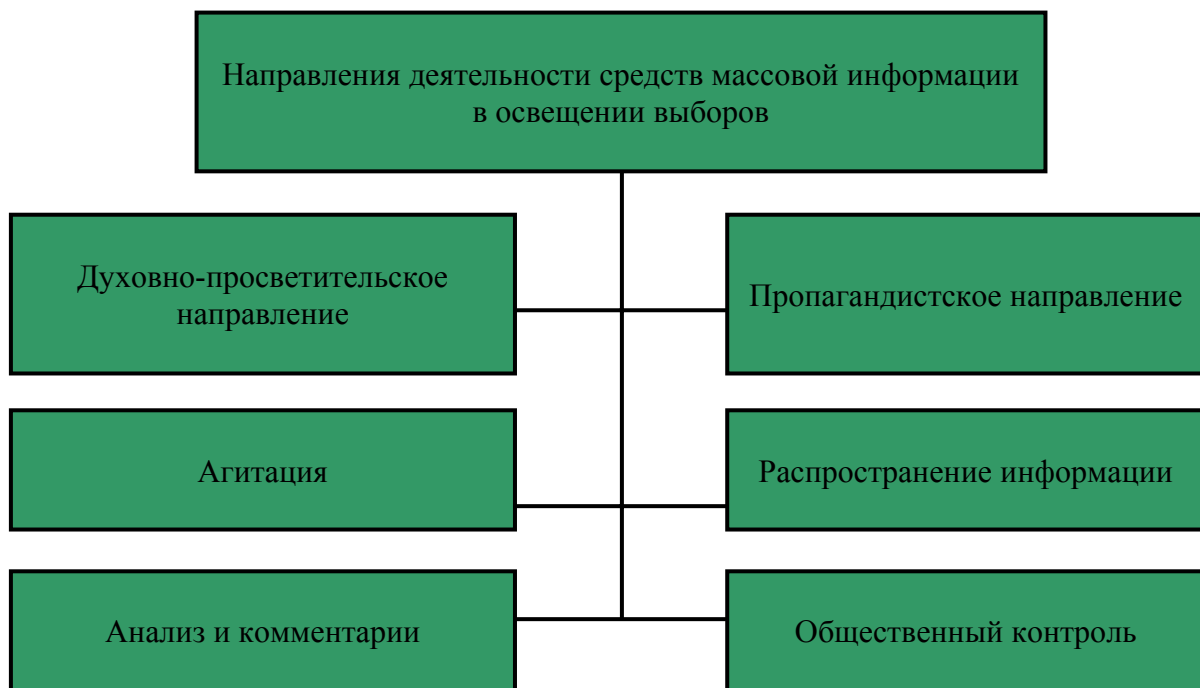 Направления деятельности средств массовой информации
в освещении выборов
Духовно-просветительское
направление
Пропагандистское направление
Агитация
Распространение информации
Анализ и комментарии
Общественный контроль